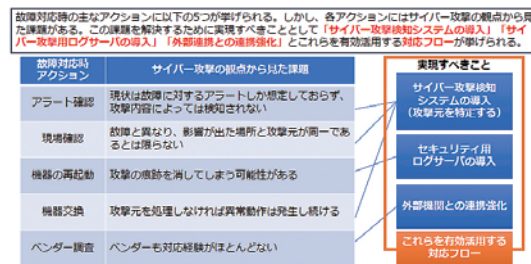 故障対応時の主なアクションに以下の5つが挙げられる。しかし、各アクションにはサイバー攻撃の観点から見
た課題がある。この課題を解決するために実現すべきこととして「サイバー攻撃検知システムの導入」「サイ
バー攻撃用ログサーバの導入」「外部連携との連携強化」とこれらを有効活用する対応フローが挙げられる。
故障対応時
アクション
サイバー攻撃の観点から見た課題
アラート確認
現状は故障に対するアラートしか想定しておらず、
攻撃内容によっては検知されない
現場確認
故障と異なり、影響が出た場所と攻撃元が同一であ
るとは限らない
機器の再起動
攻撃の痕跡を消してしまう可能性がある
機器交換
攻撃元を処理しなければ異常動作は発生し続ける
ベンダー調査
ベンダーも対応経験がほとんどない
実現すべきこと
サイバー攻撃検知
システムの導入
(攻撃元を特定する)
セキュリティ用
ログサーバの導入
外部機関との連携強化
これらを有効活用する
対応フロー